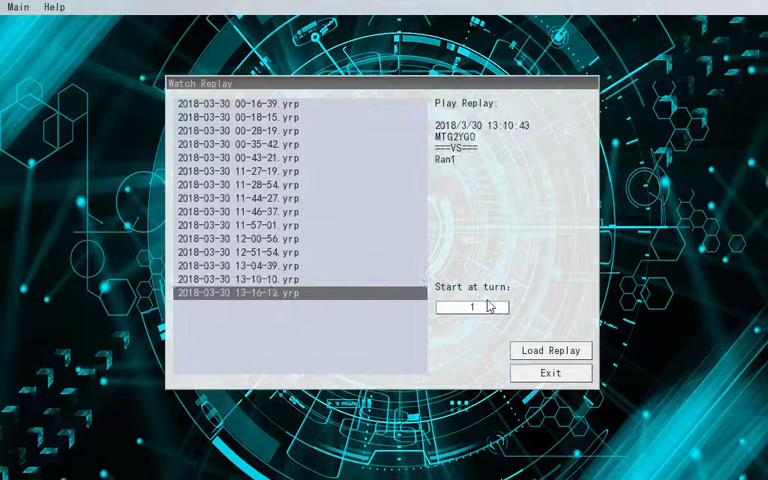 Main Help
Watch Replay
2018-03-30 00-16-39.yrp
2018-03-30 00-18-15.yrp
2018-03-30 00-28-19.yrp
2018-03-30 00-35-42.yrp
2018-03-30 00-43-21.yrp
2018-03-30 11-27-19.yrp
2018-03-30 11-28-54.yrp
2018-03-30 11-44-27.yrp
2018-03-30 11-46-37.yrp
2018-03-30 11-57-01.yrp
2018-03-30 12-00-56.yrp
2018-03-30 12-51-54.yrp
2018-03-30 13-04-39.yrp
2018-03-30 13-10-10.yrp
2018-03-30
Play Replay:
2018/3/30 13:10:43
MTG2YGO
===VS===
Ran1
Start at turn:
1
Load Replay
Exit